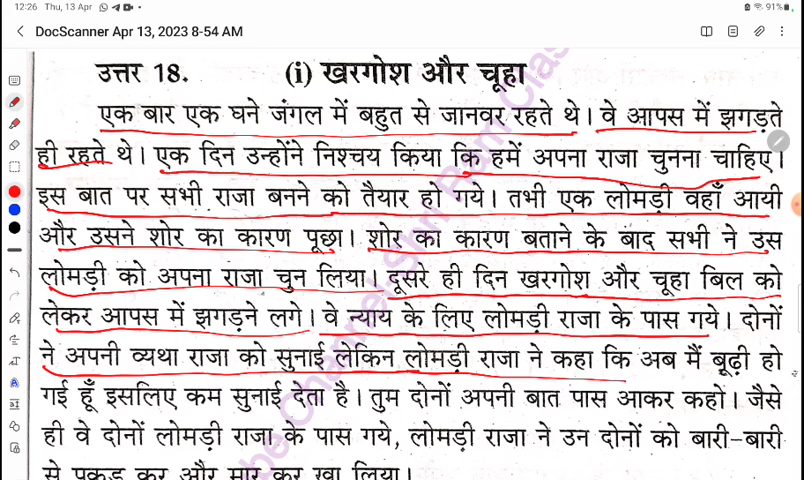 12:26 Thu, 13 Apr
91%
DocScanner Apr 13, 2023 8-54 AM
उत्तर 18. (i) खरगोश और चूहा
एक बार एक घने जंगल में बहुत से जानवर रहते थे। वे आपस में झगड़ते
ही रहते थे। एक दिन उन्होंने निश्चय किया कि हमें अपना राजा चुनना चाहिए।
इस बात पर सभी राजा बनने को तैयार हो गये। तभी एक लोमड़ी वहाँ आयी
और उसने शोर का कारण पूछा। शोर का कारण बताने के बाद सभी ने उस
लोमड़ी को अपना राजा चुन लिया। दूसरे ही दिन खरगोश और चूहा बिल को
लेकर आपस में झगड़ने लगे। वे न्याय के लिए लोमड़ी राजा के पास गये। दोनों
ने अपनी व्यथा राजा को सुनाई लेकिन लोमड़ी राजा ने कहा कि अब मैं बूढ़ी हो
गई हूँ इसलिए कम सुनाई देता है। तुम दोनों अपनी बात पास आकर कहो। जैसे
ही वे दोनों लोमड़ी राजा के पास गये, लोमड़ी राजा ने उन दोनों को बारी-बारी
से पकड़ कर और मार कर खा लिया।